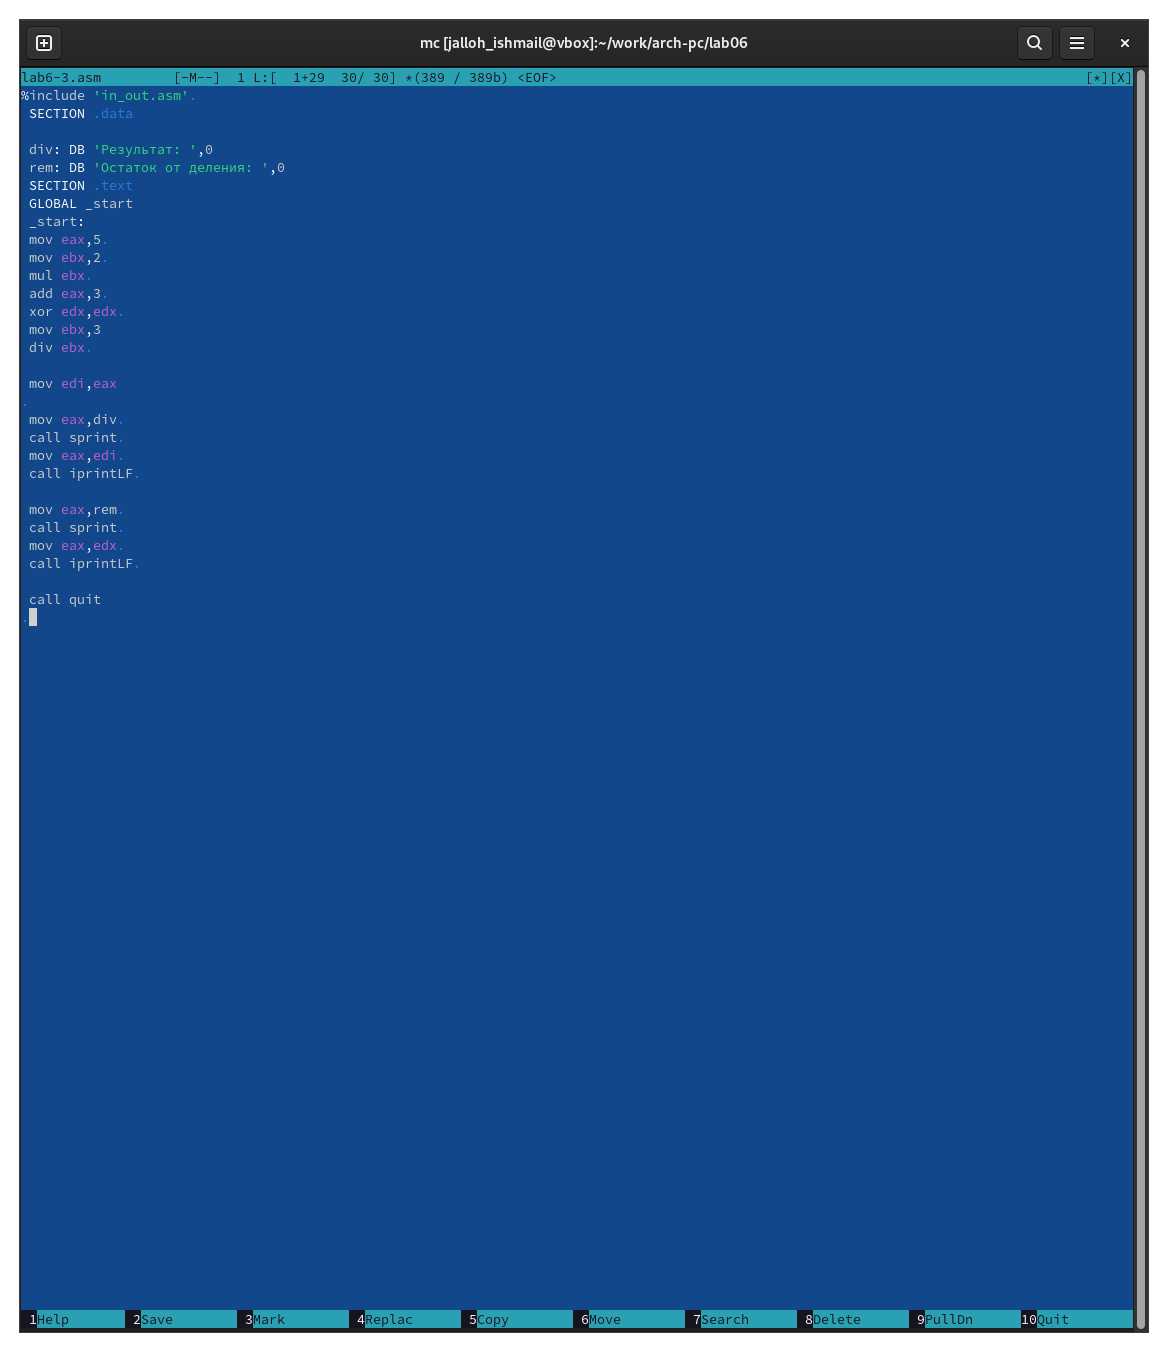 mc [jalloh_ishmail@vbox]:~/work/arch-pc/lab06
lab6-3.asm [-M--] 1 L:[ 1+29 30/ 30] *(389 / 389b) <EOF> [*][X]
%include 'in_out.asm'.
SECTION .data
div: DB 'Результат: ',0
rem: DB 'Остаток от деления: ',0
SECTION .text
GLOBAL _start
_start:
mov eax,5.
mov ebx,2.
mul ebx.
add eax,3.
xor edx,edx.
mov ebx,3
div ebx.
mov edi,eax
.
mov eax,div.
call sprint.
mov eax,edi.
call iprintLF.
mov eax,rem.
call sprint.
mov eax,edx.
call iprintLF.
call quit
.
1Help 2Save 3Mark 4Replac 5Copy 6Move 7Search 8Delete 9PullDn 10Quit